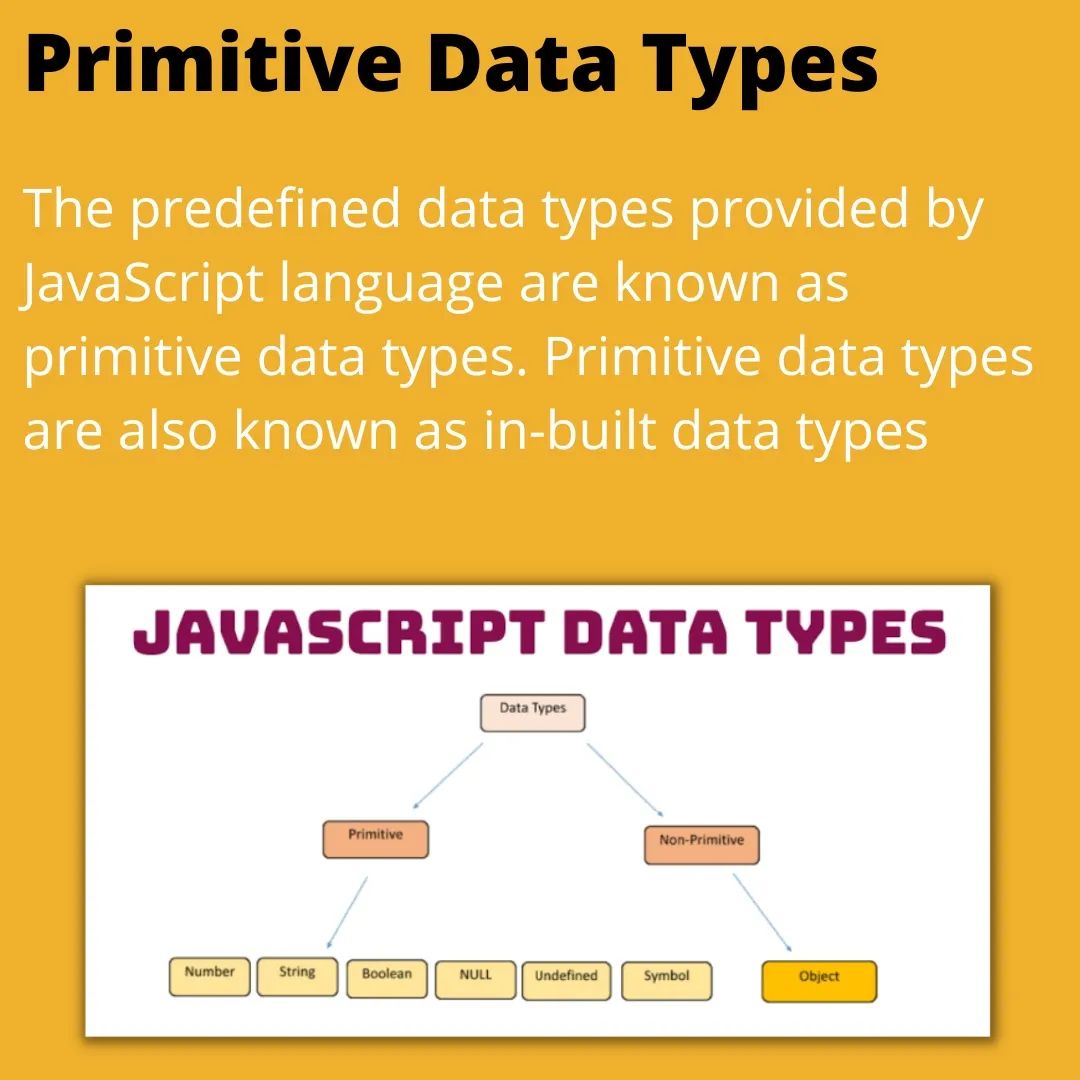 Primitive Data Types
The predefined data types provided by
JavaScript language are known as
primitive data types. Primitive data types
are also known as in-built data types
JAVASCRIPT DATA TYPES
Data Types
Primitive
Non-Primitive
Number
String
Boolean
NULL
Undefined
Symbol
Object